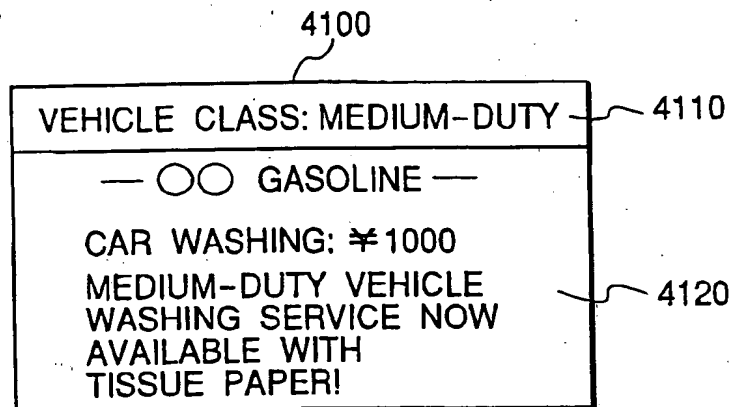 4100
VEHICLE CLASS: MEDIUM-DUTY
4110
— ○○ GASOLINE —
CAR WASHING: ¥1000
MEDIUM-DUTY VEHICLE
WASHING SERVICE NOW
AVAILABLE WITH
TISSUE PAPER!
4120